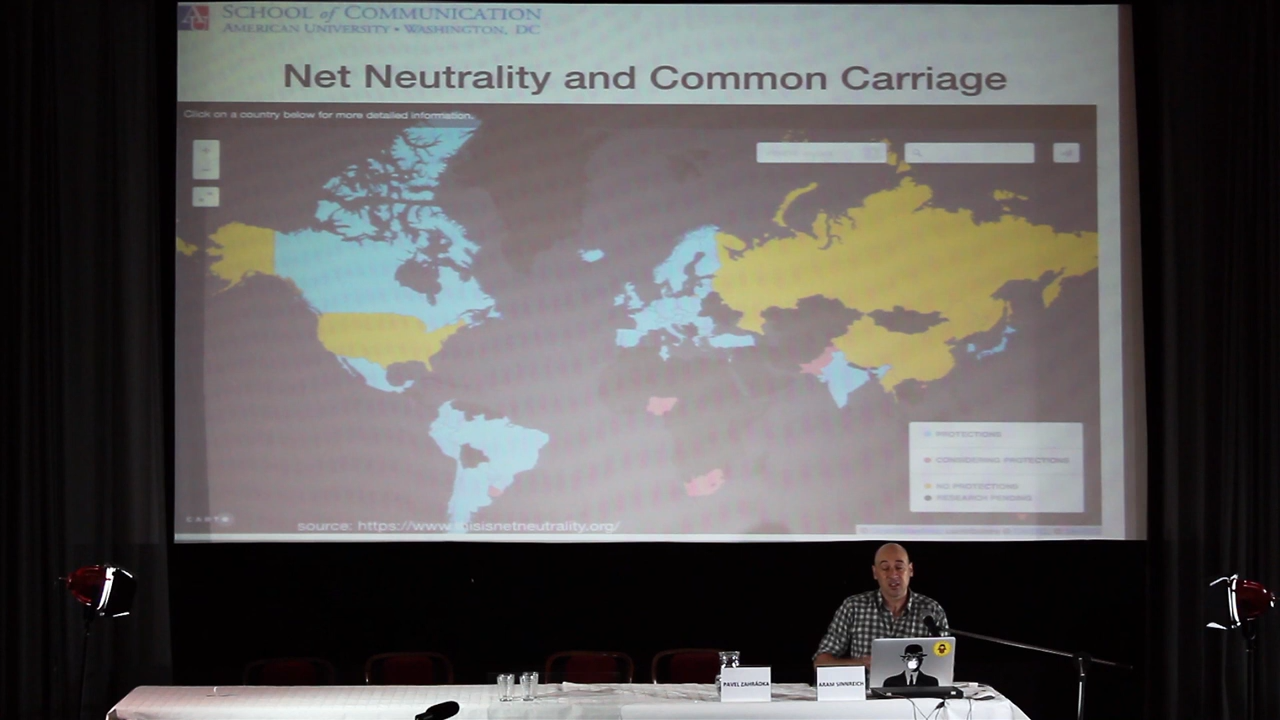 SCHOOL of COMMUNICATION
AMERICAN UNIVERSITY • WASHINGTON, DC
Net Neutrality and Common Carriage
Click on a country below for more detailed information.
PROTECTIONS
CONSIDERING PROTECTIONS
NO PROTECTIONS
RESEARCH PENDING
CARTO
source: https://www.thisisnetneutrality.org/
PAVEL ZAHRÁDKA
ARAM SINNREICH